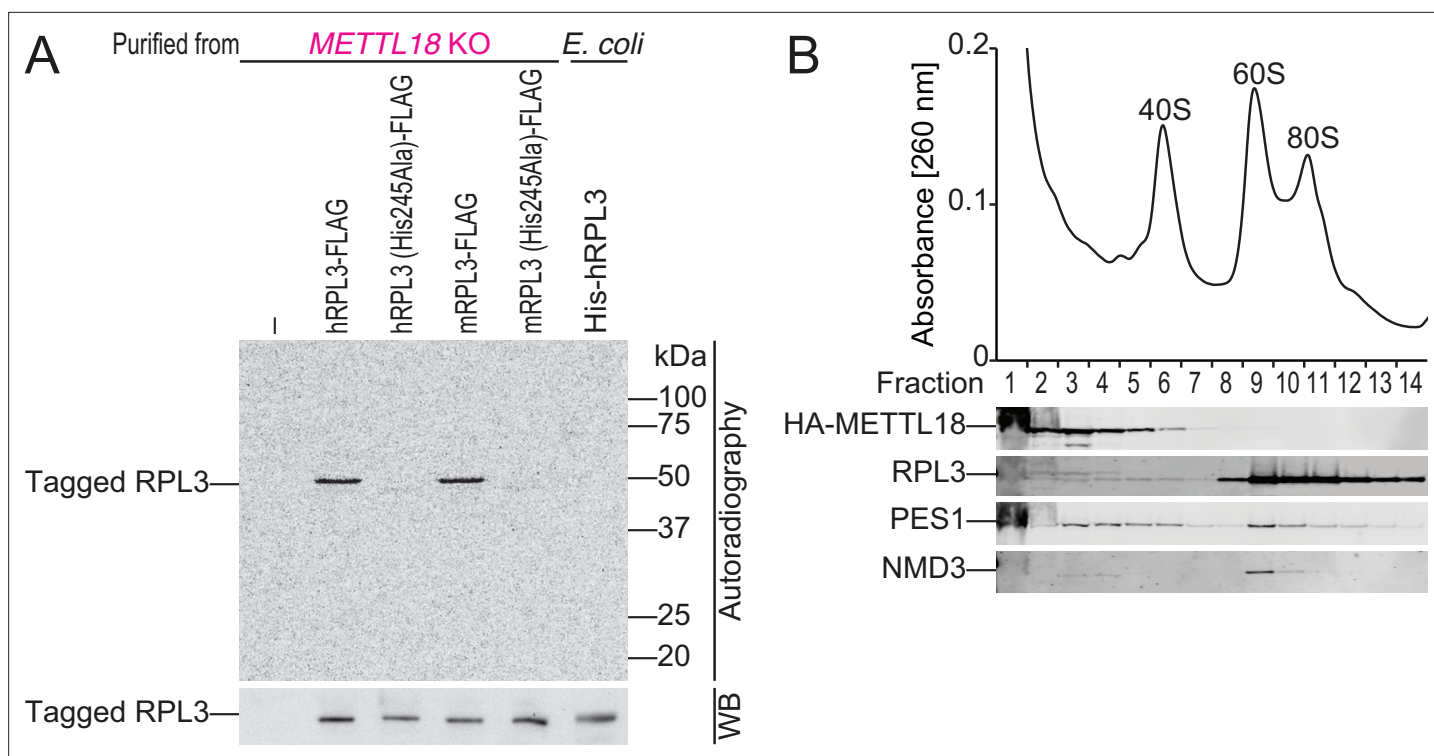 A
Purified from METTL18 KO E. coli
–
hRPL3-FLAG
hRPL3 (His245Ala)-FLAG
mRPL3-FLAG
mRPL3 (His245Ala)-FLAG
His-hRPL3
kDa
100
75
Tagged RPL3 50
37
25
20
Autoradiography
Tagged RPL3
WB
B
Absorbance [260 nm]
0.2
0.1
0
40S
60S
80S
Fraction 1 2 3 4 5 6 7 8 9 10 11 12 13 14
HA-METTL18
RPL3
PES1
NMD3